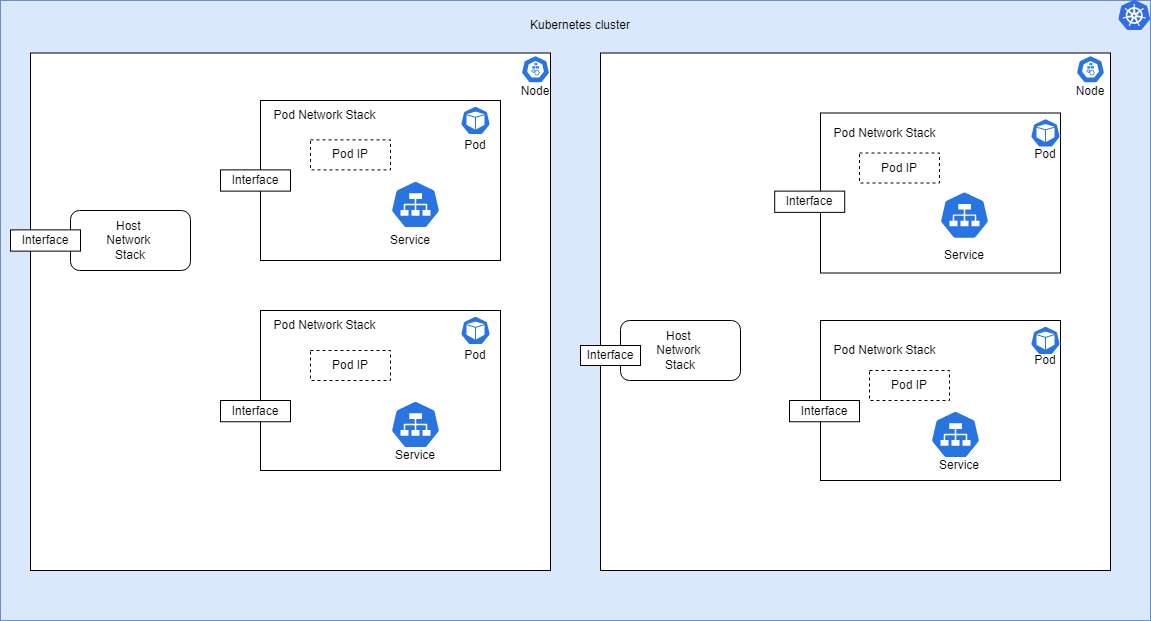 Kubernetes cluster
Node
Pod Network Stack
Pod
Pod IP
Interface
Service
Interface
Host
Network
Stack
Pod Network Stack
Pod
Pod IP
Interface
Service
Node
Pod Network Stack
Pod
Pod IP
Interface
Service
Interface
Host
Network
Stack
Pod Network Stack
Pod
Pod IP
Interface
Service